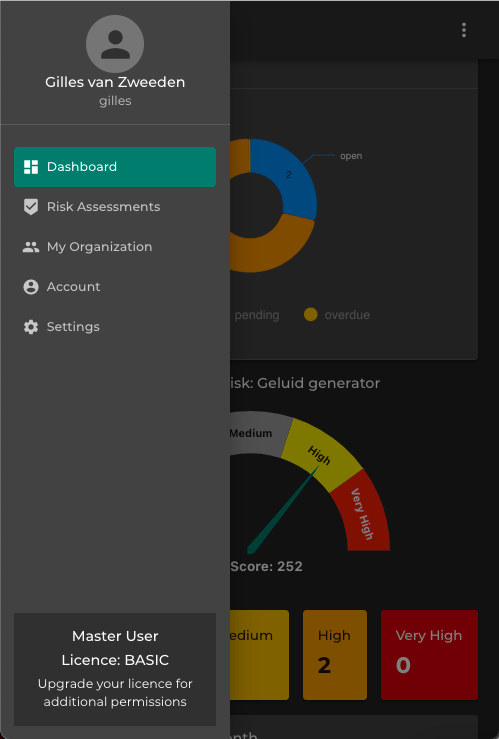 Gilles van Zweeden
gilles
Dashboard
Risk Assessments
My Organization
Account
Settings
Master User
Licence: BASIC
Upgrade your licence for
additional permissions
open
2
pending
overdue
isk: Geluid generator
Medium
High
Very High
Score: 252
edium
High
2
Very High
0
onth